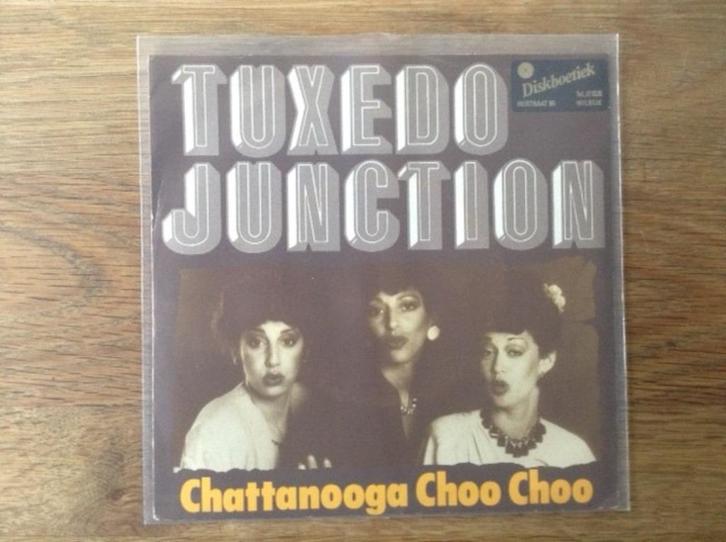 TUXEDO
JUNCTION
Diskboetiek
Chattanooga Choo Choo